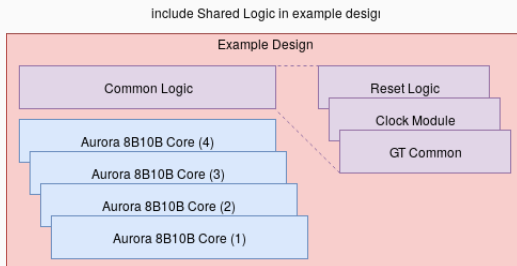 include Shared Logic in example design
Example Design
Common Logic
Reset Logic
Clock Module
GT Common
Aurora 8B10B Core (4)
Aurora 8B10B Core (3)
Aurora 8B10B Core (2)
Aurora 8B10B Core (1)